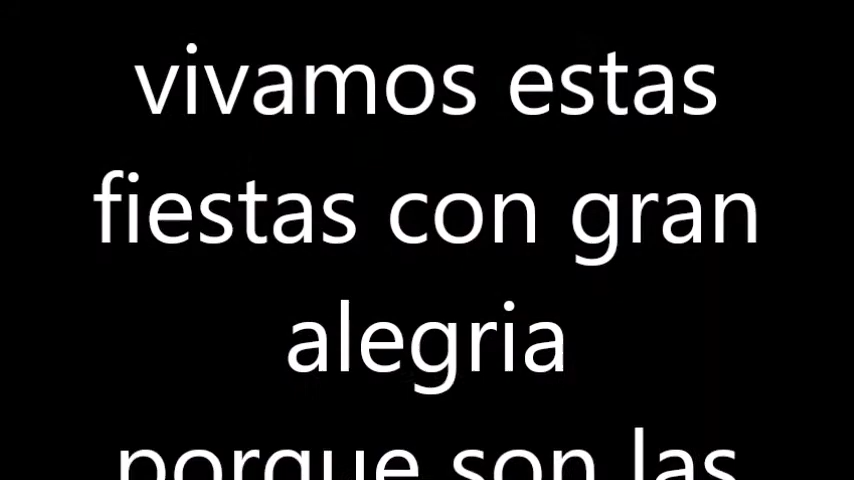 vivamos estas
fiestas con gran
alegria
porque son las